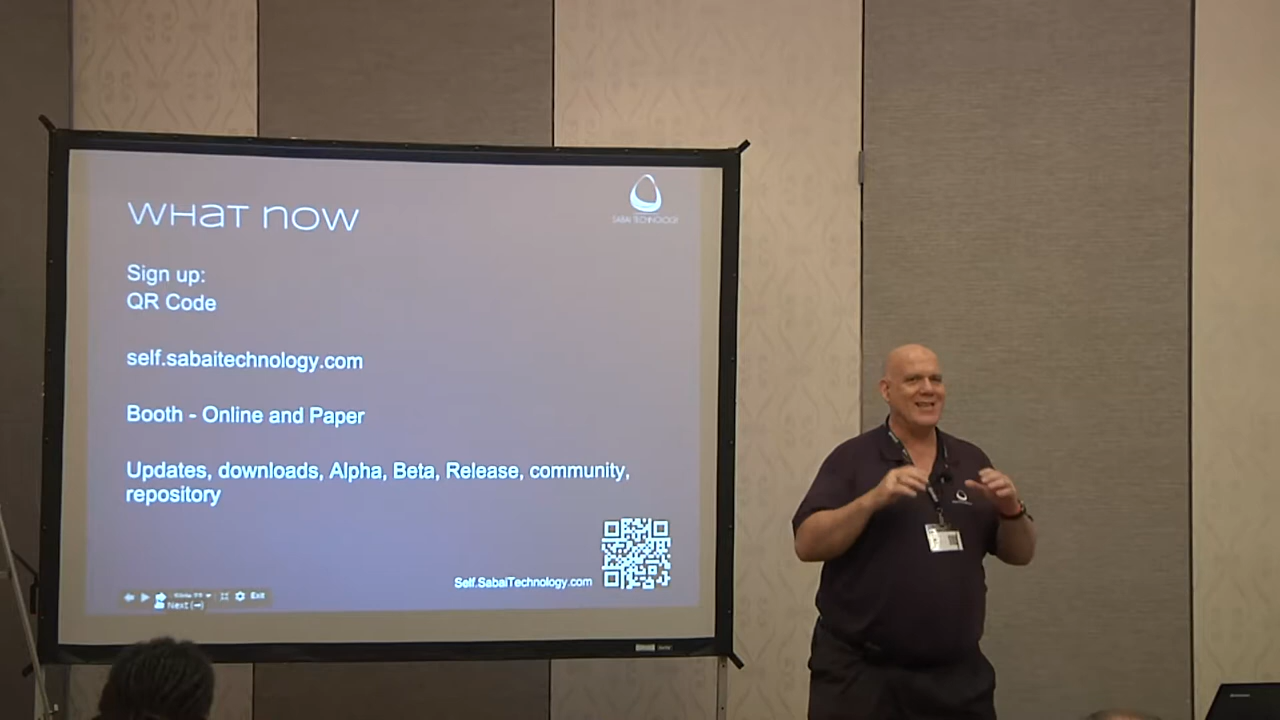 WHAT NOW
SABAI TECHNOLOGY
Sign up:
QR Code
self.sabaitechnology.com
Booth - Online and Paper
Updates, downloads, Alpha, Beta, Release, community,
repository
Self.SabaiTechnology.com
Exit
Next (→)